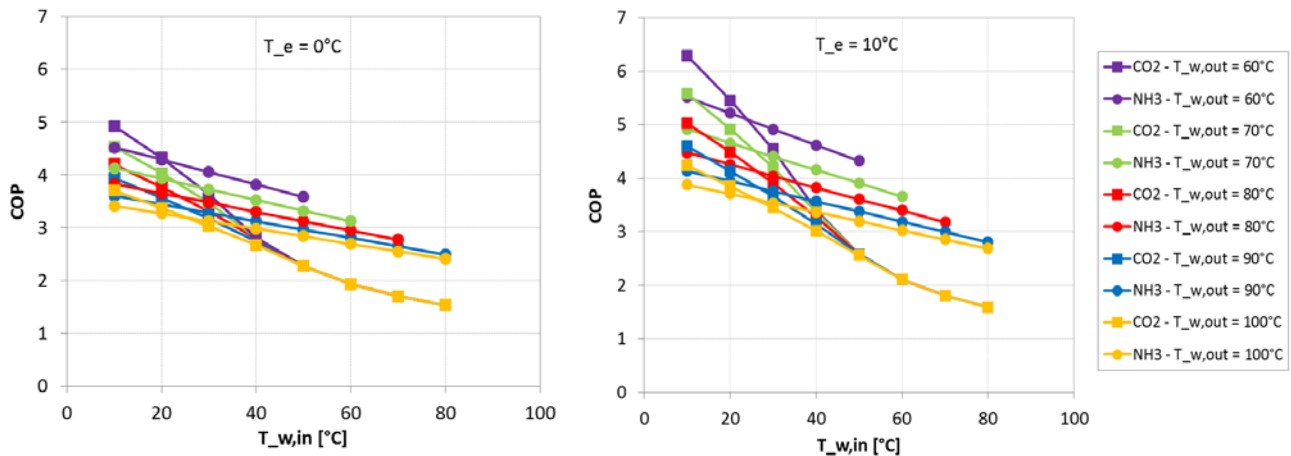 T_e = 0°C
COP
7
6
5
4
3
2
1
0
0 20 40 60 80 100
T_w,in [°C]
T_e = 10°C
COP
7
6
5
4
3
2
1
0
0 20 40 60 80 100
T_w,in [°C]
CO2 - T_w,out = 60°C
NH3 - T_w,out = 60°C
CO2 - T_w,out = 70°C
NH3 - T_w,out = 70°C
CO2 - T_w,out = 80°C
NH3 - T_w,out = 80°C
CO2 - T_w,out = 90°C
NH3 - T_w,out = 90°C
CO2 - T_w,out = 100°C
NH3 - T_w,out = 100°C